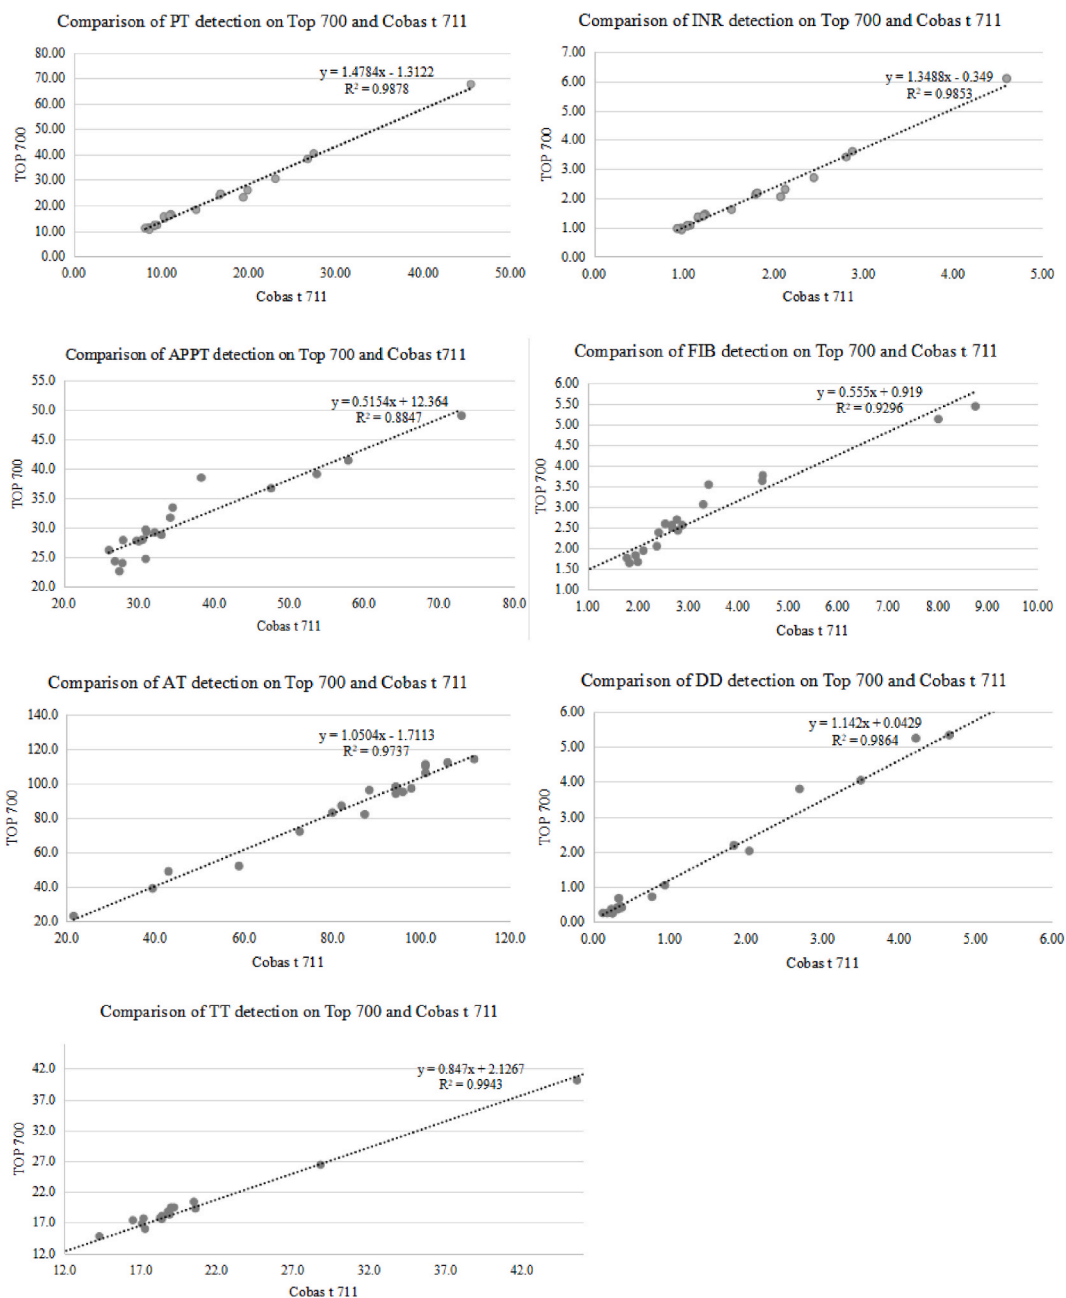 Comparison of PT detection on Top 700 and Cobas t 711
80.00
70.00
60.00
50.00
40.00
30.00
20.00
10.00
0.00
TOP 700
y = 1.4784x - 1.3122
R² = 0.9878
0.00 10.00 20.00 30.00 40.00 50.00
Cobas t 711
Comparison of INR detection on Top 700 and Cobas t 711
7.00
6.00
5.00
4.00
3.00
2.00
1.00
0.00
TOP 700
y = 1.3488x - 0.349
R² = 0.9853
0.00 1.00 2.00 3.00 4.00 5.00
Cobas t 711
Comparison of APPT detection on Top 700 and Cobas t711
55.0
50.0
45.0
40.0
35.0
30.0
25.0
20.0
TOP 700
y = 0.5154x + 12.364
R² = 0.8847
20.0 30.0 40.0 50.0 60.0 70.0 80.0
Cobas t 711
Comparison of FIB detection on Top 700 and Cobas t 711
6.00
5.50
5.00
4.50
4.00
3.50
3.00
2.50
2.00
1.50
1.00
TOP 700
y = 0.555x + 0.919
R² = 0.9296
1.00 2.00 3.00 4.00 5.00 6.00 7.00 8.00 9.00 10.00
Cobas t 711
Comparison of AT detection on Top 700 and Cobas t 711
140.0
120.0
100.0
80.0
60.0
40.0
20.0
TOP 700
y = 1.0504x - 1.7113
R² = 0.9737
20.0 40.0 60.0 80.0 100.0 120.0
Cobas t 711
Comparison of DD detection on Top 700 and Cobas t 711
6.00
5.00
4.00
3.00
2.00
1.00
0.00
TOP 700
y = 1.142x + 0.0429
R² = 0.9864
0.00 1.00 2.00 3.00 4.00 5.00 6.00
Cobas t 711
Comparison of TT detection on Top 700 and Cobas t 711
42.0
37.0
32.0
27.0
22.0
17.0
12.0
TOP 700
y = 0.847x + 2.1267
R² = 0.9943
12.0 17.0 22.0 27.0 32.0 37.0 42.0
Cobas t 711